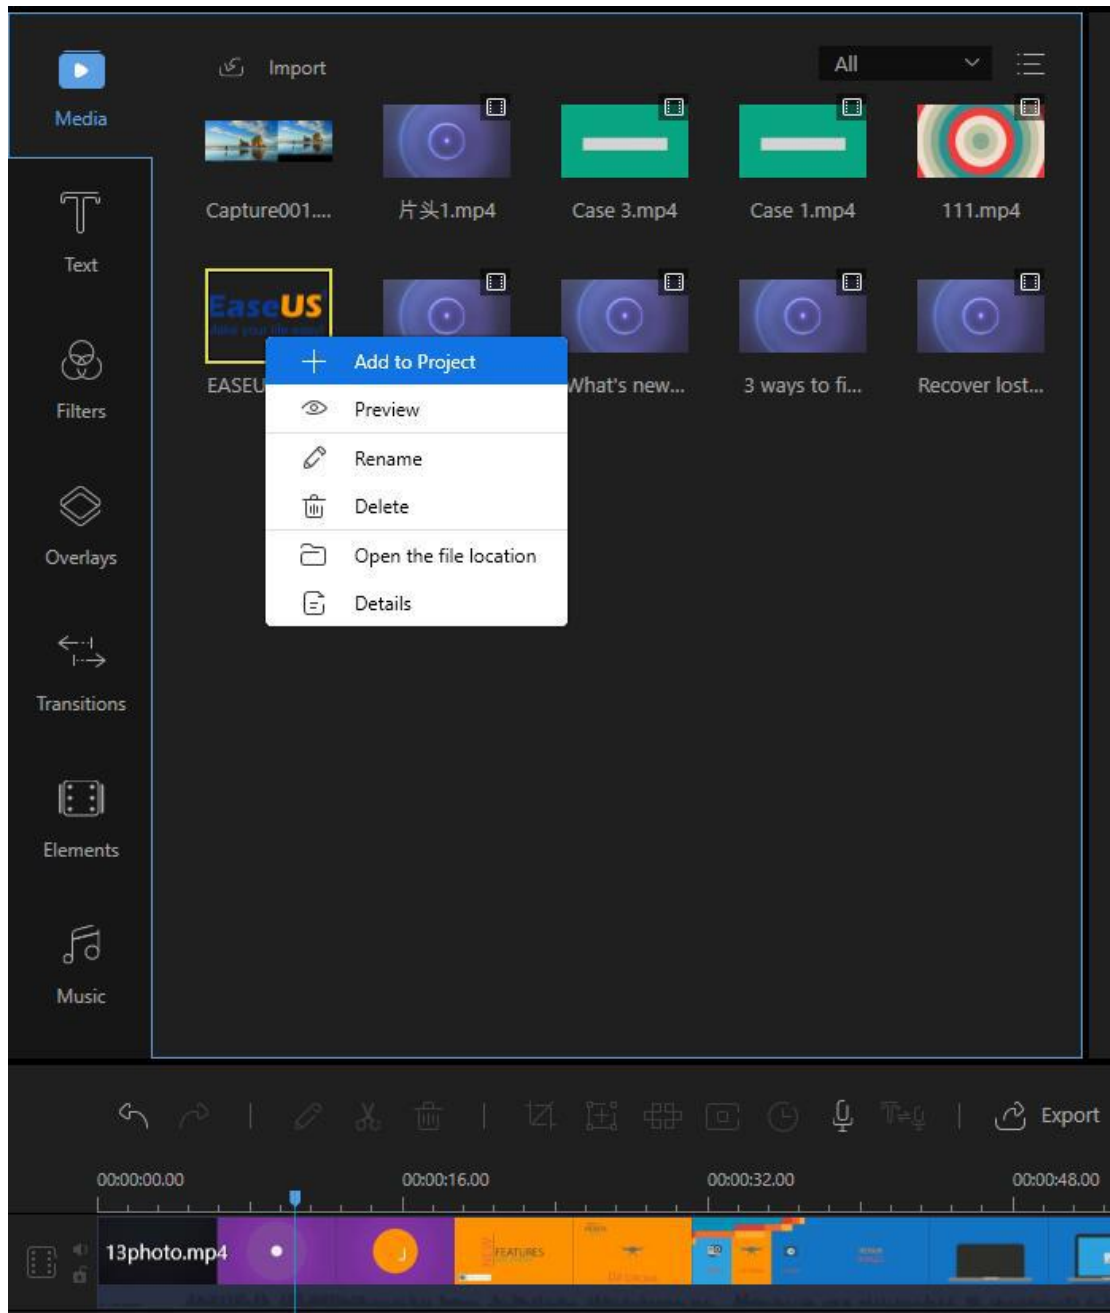 Import
All
Media
Capture001....
片头1.mp4
Case 3.mp4
Case 1.mp4
111.mp4
Text
EaseUS
EASEU
What's new...
3 ways to fi...
Recover lost...
Add to Project
Preview
Rename
Delete
Open the file location
Details
Filters
Overlays
Transitions
Elements
Music
Export
00:00:00.00
00:00:16.00
00:00:32.00
00:00:48.00
13photo.mp4
NEW
FEATURES